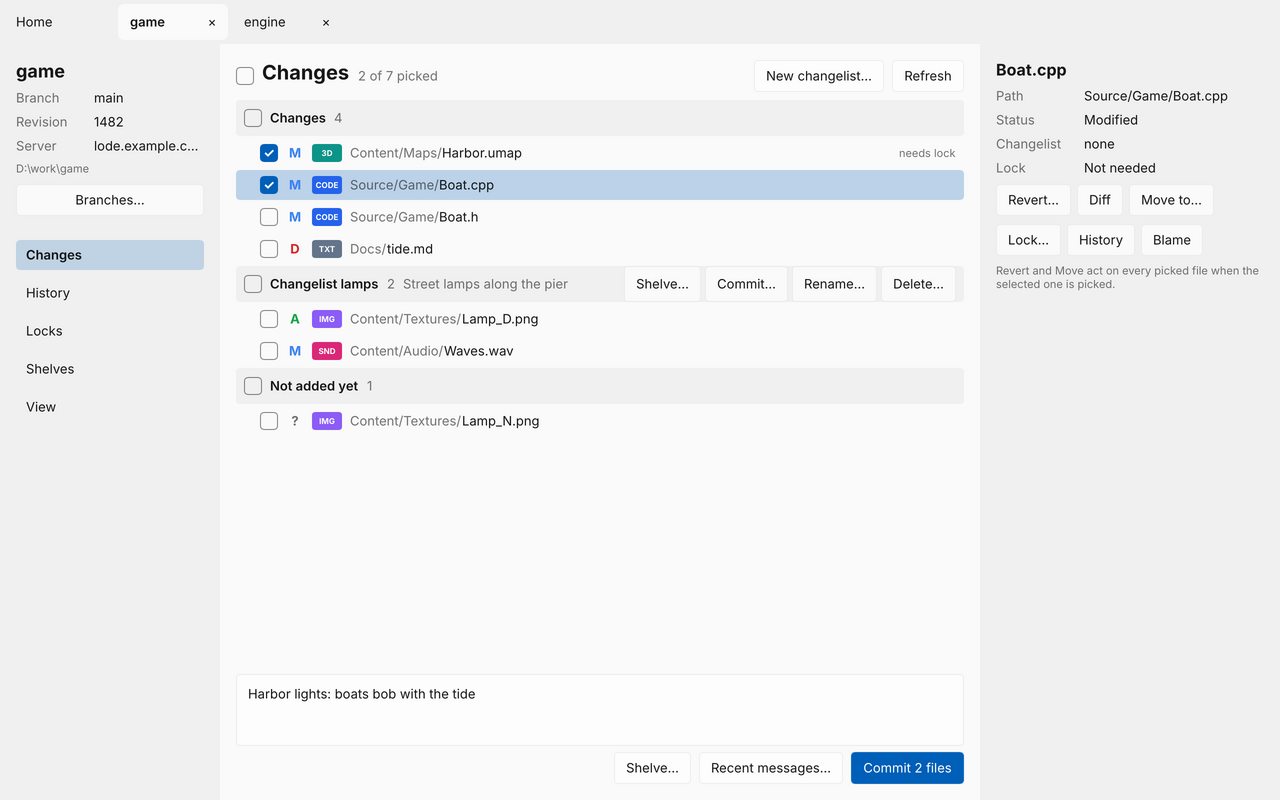 Home
game ×
engine ×
game
Branch main
Revision 1482
Server lode.example.c...
D:\work\game
Branches...
Changes
History
Locks
Shelves
View
Changes 2 of 7 picked
New changelist... Refresh
Changes 4
M 3D Content/Maps/Harbor.umap needs lock
M CODE Source/Game/Boat.cpp
M CODE Source/Game/Boat.h
D TXT Docs/tide.md
Changelist lamps 2 Street lamps along the pier Shelve... Commit... Rename... Delete...
A IMG Content/Textures/Lamp_D.png
M SND Content/Audio/Waves.wav
Not added yet 1
? IMG Content/Textures/Lamp_N.png
Harbor lights: boats bob with the tide
Shelve... Recent messages... Commit 2 files
Boat.cpp
Path Source/Game/Boat.cpp
Status Modified
Changelist none
Lock Not needed
Revert... Diff Move to...
Lock... History Blame
Revert and Move act on every picked file when the
selected one is picked.